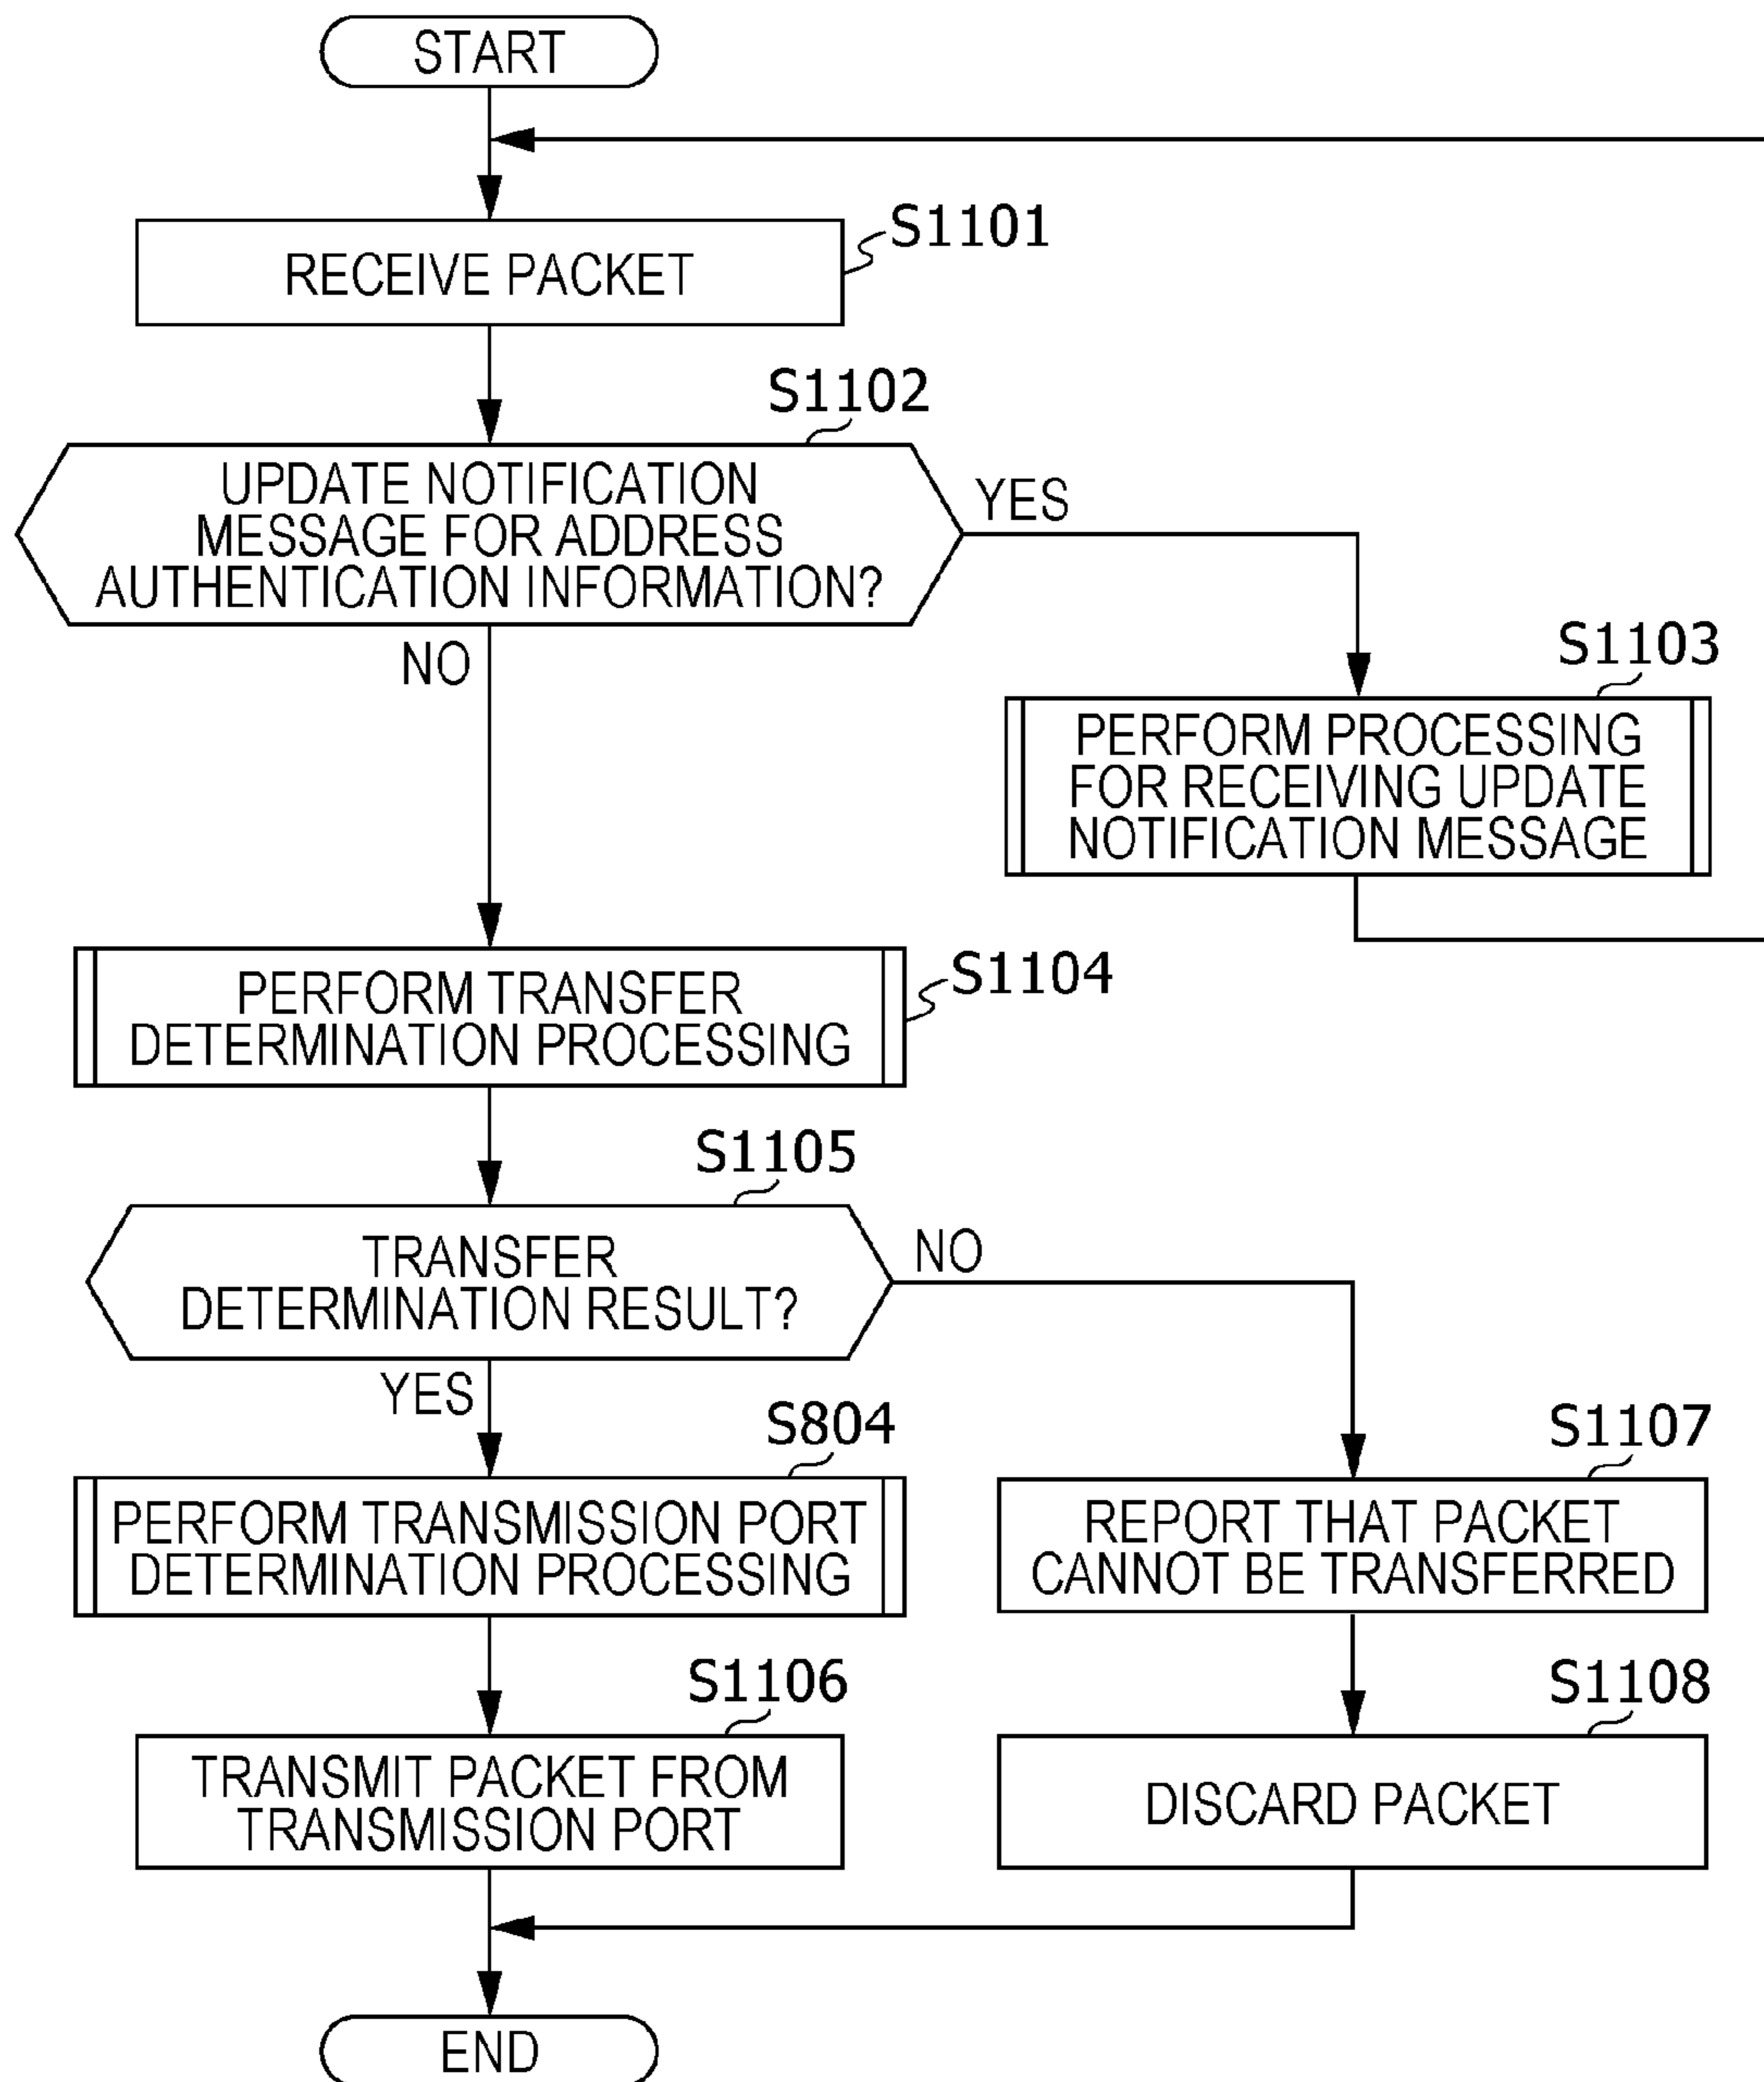 START
S1101
RECEIVE PACKET
S1102
UPDATE NOTIFICATION
MESSAGE FOR ADDRESS
AUTHENTICATION INFORMATION?
YES
NO
S1103
PERFORM PROCESSING
FOR RECEIVING UPDATE
NOTIFICATION MESSAGE
S1104
PERFORM TRANSFER
DETERMINATION PROCESSING
S1105
TRANSFER
DETERMINATION RESULT?
NO
YES
S804
PERFORM TRANSMISSION PORT
DETERMINATION PROCESSING
S1107
REPORT THAT PACKET
CANNOT BE TRANSFERRED
S1106
TRANSMIT PACKET FROM
TRANSMISSION PORT
S1108
DISCARD PACKET
END